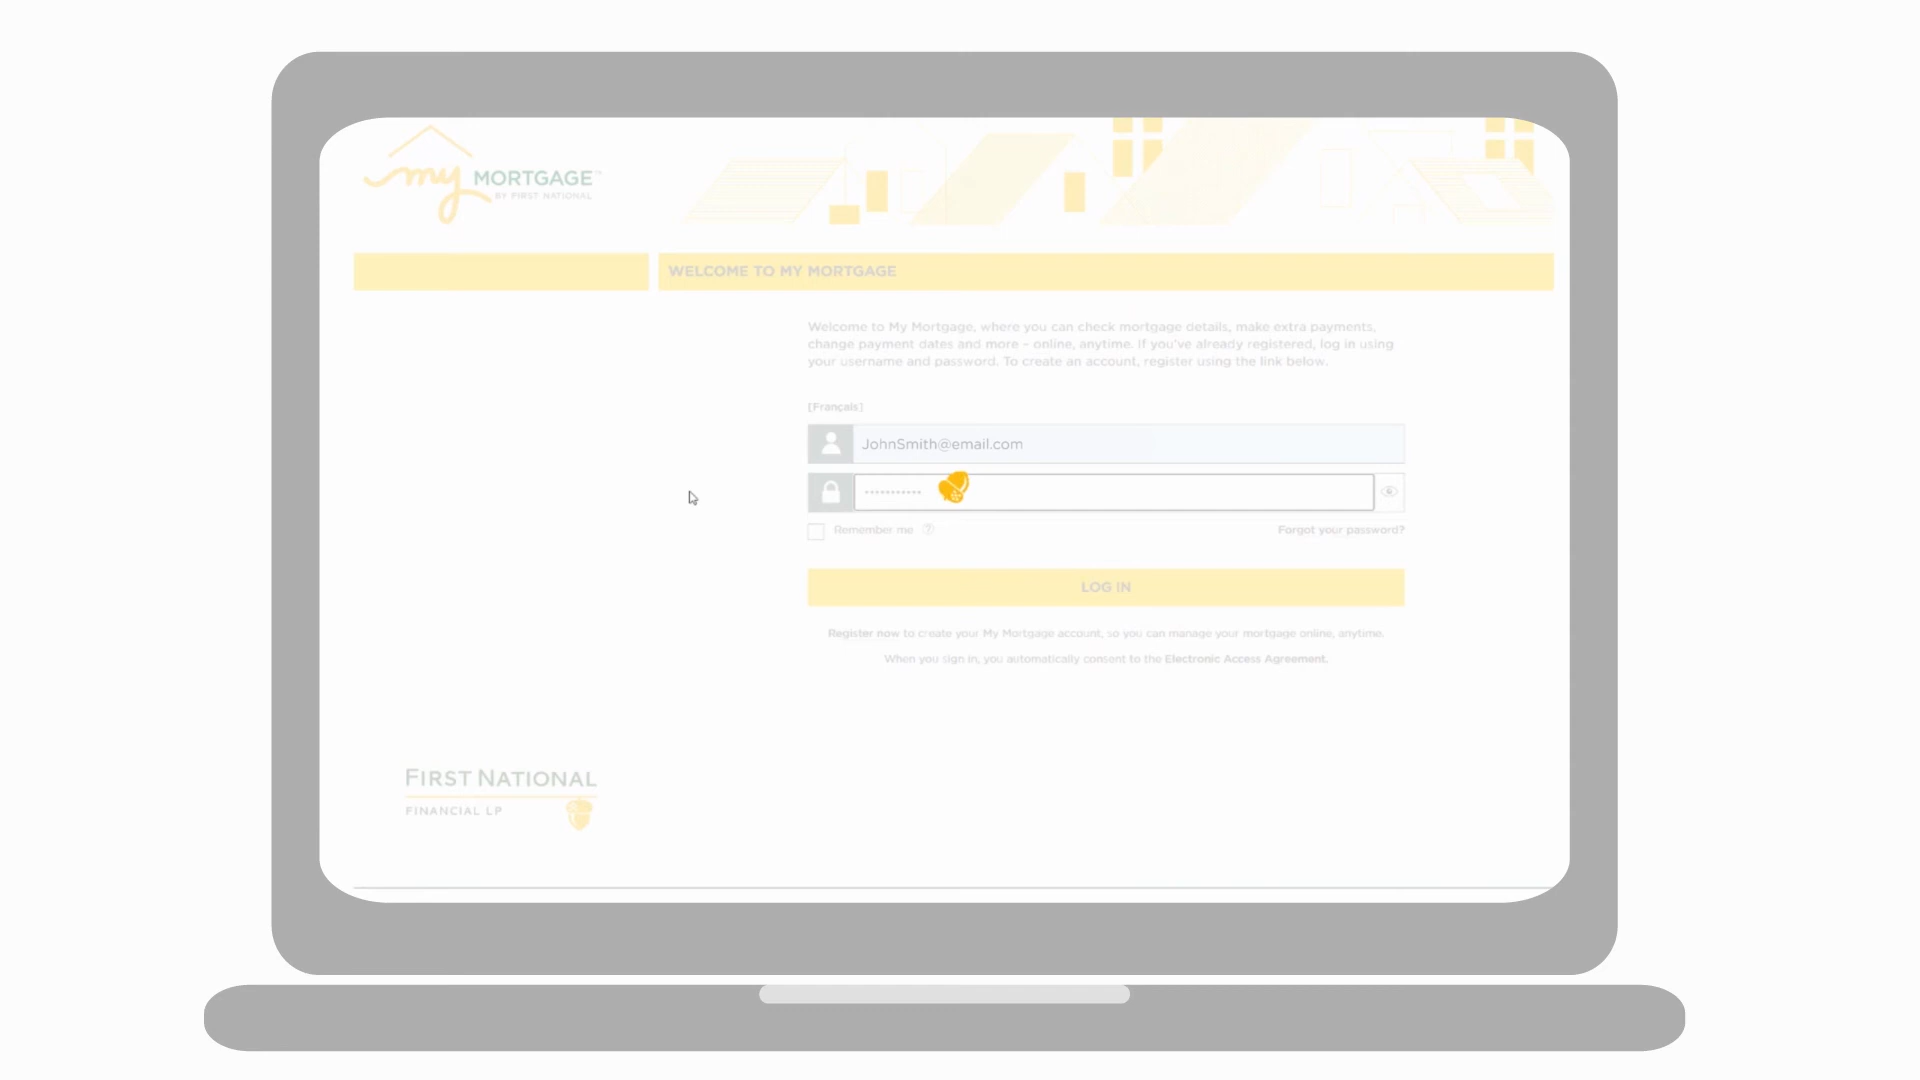 my MORTGAGE™
BY FIRST NATIONAL
WELCOME TO MY MORTGAGE
Welcome to My Mortgage, where you can check mortgage details, make extra payments,
change payment dates and more – online, anytime. If you've already registered, log in using
your username and password. To create an account, register using the link below.
[Français]
JohnSmith@email.com
Remember me ?
Forgot your password?
LOG IN
Register now to create your My Mortgage account, so you can manage your mortgage online, anytime.
When you sign in, you automatically consent to the Electronic Access Agreement.
FIRST NATIONAL
FINANCIAL LP